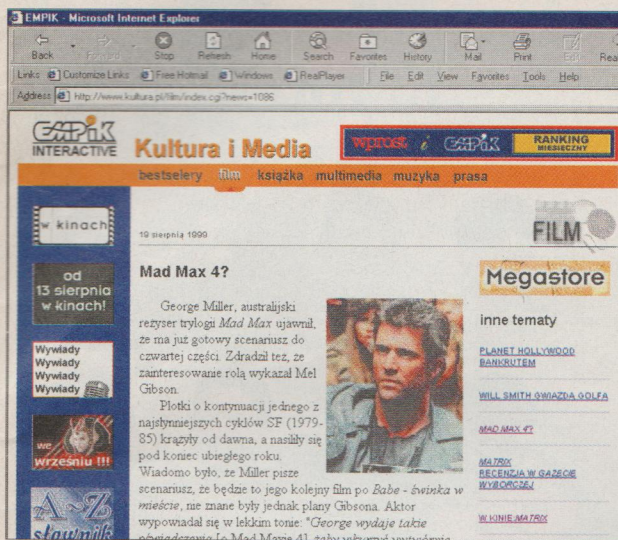 EMPIK - Microsoft Internet Explorer
Back Forward Stop Refresh Home Search Favorites History Mail Print Edit
Links Customize Links Free Hotmail Windows RealPlayer File Edit View Favorites Tools Help
Address http://www.kultura.pl/film/index.cgi?news=1086
EMPiK
INTERACTIVE
Kultura i Media
wprost i EMPiK RANKING
MIESIĘCZNY
bestselery film książka multimedia muzyka prasa
w kinach
od
13 sierpnia
w kinach!
Wywiady
Wywiady
Wywiady
Wywiady
we
wrześniu !!!
A-Z
słownik
19 sierpnia 1999
FILM
Mad Max 4?
George Miller, australijski
reżyser trylogii Mad Max ujawnił,
że ma już gotowy scenariusz do
czwartej części. Zdradził też, że
zainteresowanie rolą wykazał Mel
Gibson.
Plotki o kontynuacji jednego z
najsłynniejszych cyklów SF (1979-
85) krążyły od dawna, a nasiliły się
pod koniec ubiegłego roku.
Wiadomo było, że Miller pisze
scenariusz, że będzie to jego kolejny film po Babe - świnka w
mieście, nie znane były jednak plany Gibsona. Aktor
wypowiadał się w lekkim tonie: "George wydaje takie
oświadczenia [o Mad Maxie 4], żeby wkurzyć wytwórnię
Megastore
inne tematy
PLANET HOLLYWOOD
BANKRUTEM
WILL SMITH GWIAZDĄ GOLFA
MAD MAX 4?
MATRIX
RECENZJA W GAZECIE
WYBORCZEJ
W KINIE MATRIX